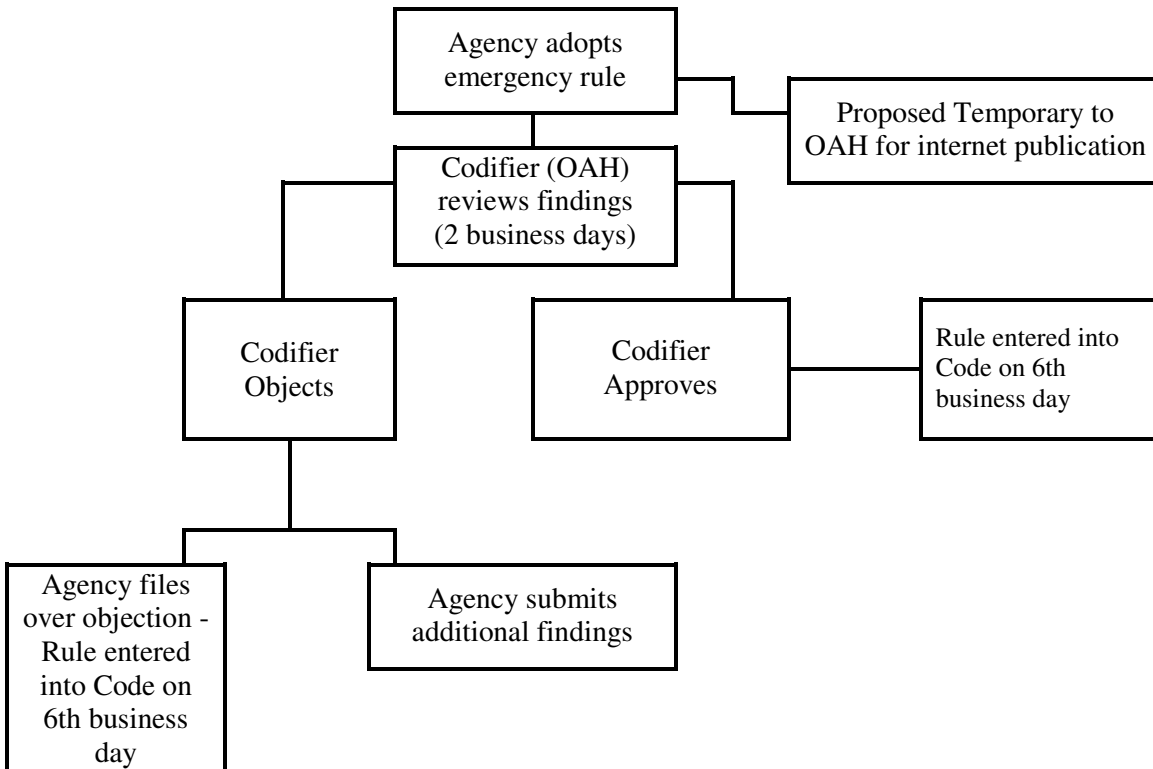 Agency adopts
emergency rule
Proposed Temporary to
OAH for internet publication
Codifier (OAH)
reviews findings
(2 business days)
Codifier
Objects
Codifier
Approves
Rule entered into
Code on 6th
business day
Agency files
over objection -
Rule entered
into Code on
6th business
day
Agency submits
additional findings